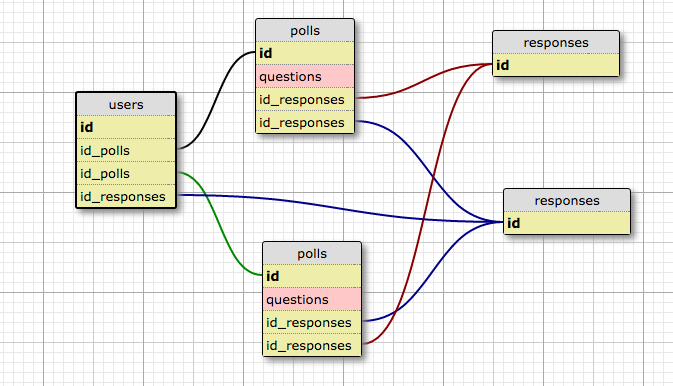 users
id
id_polls
id_polls
id_responses
polls
id
questions
id_responses
id_responses
polls
id
questions
id_responses
id_responses
responses
id
responses
id